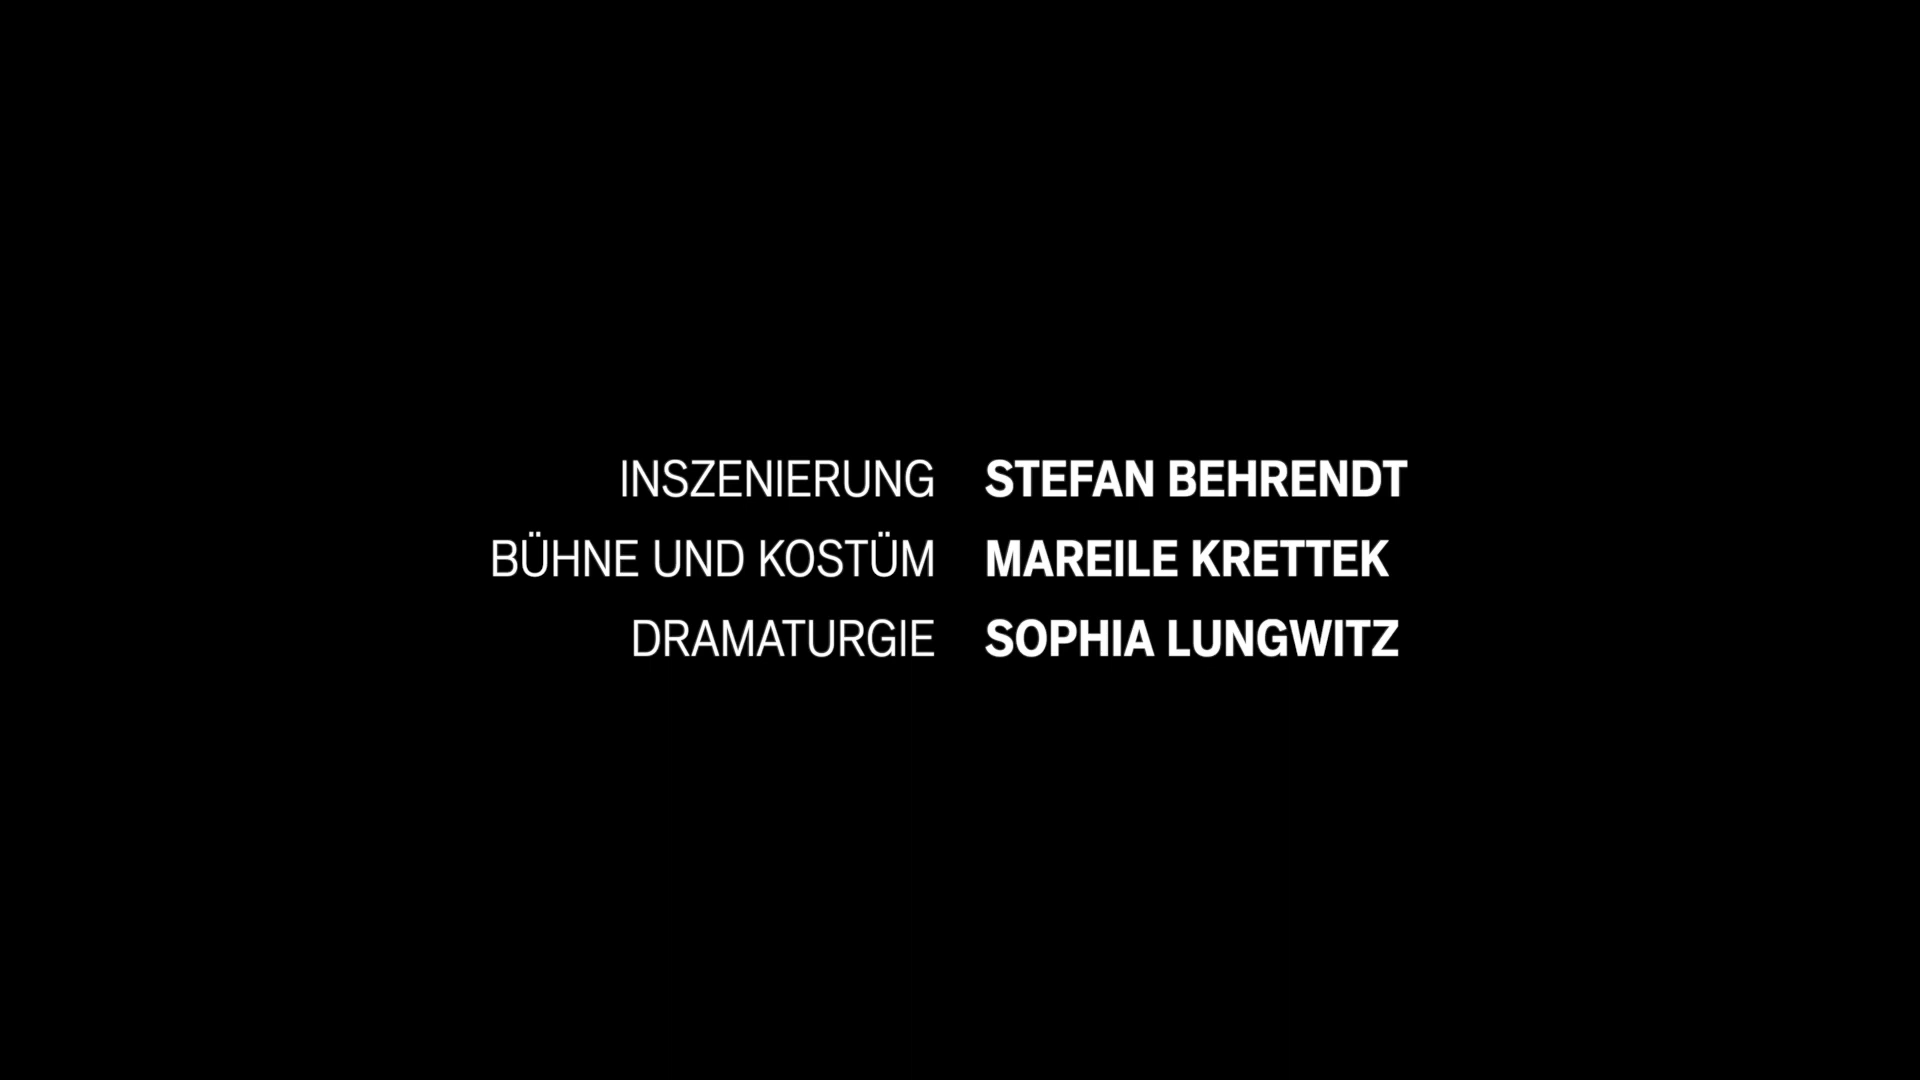 INSZENIERUNG STEFAN BEHRENDT
BÜHNE UND KOSTÜM MAREILE KRETTEK
DRAMATURGIE SOPHIA LUNGWITZ